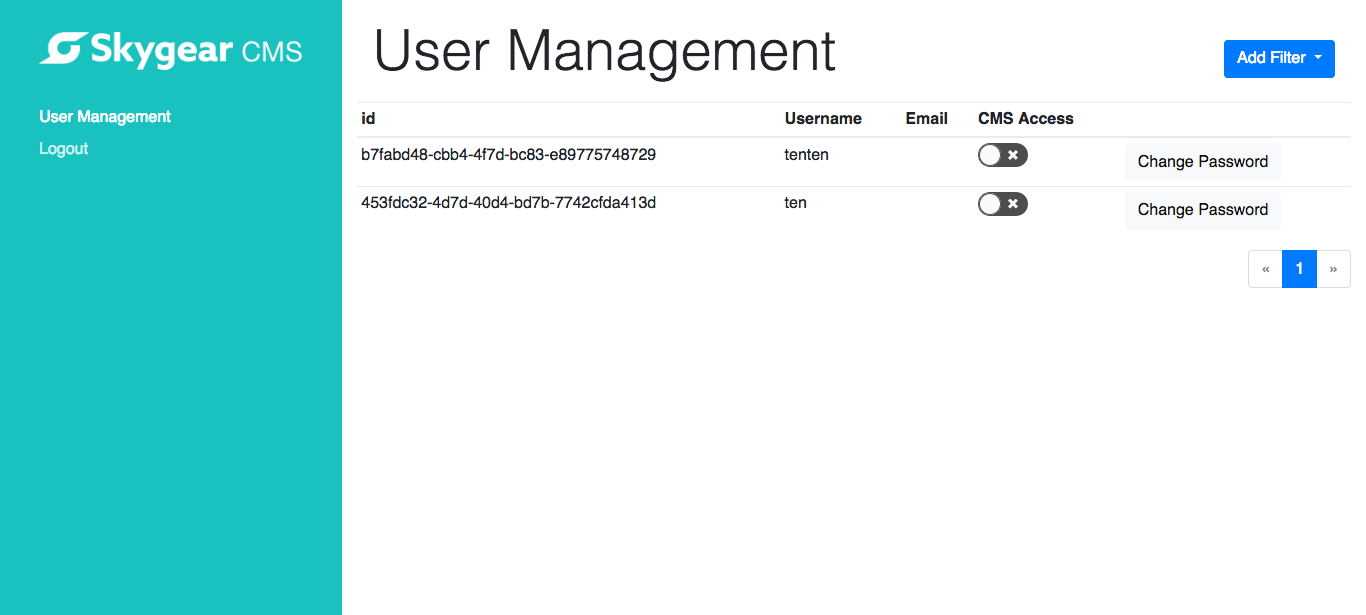 Skygear CMS
User Management
Logout
User Management
Add Filter
id Username Email CMS Access
b7fabd48-cbb4-4f7d-bc83-e89775748729 tenten Change Password
453fdc32-4d7d-40d4-bd7b-7742cfda413d ten Change Password
« 1 »